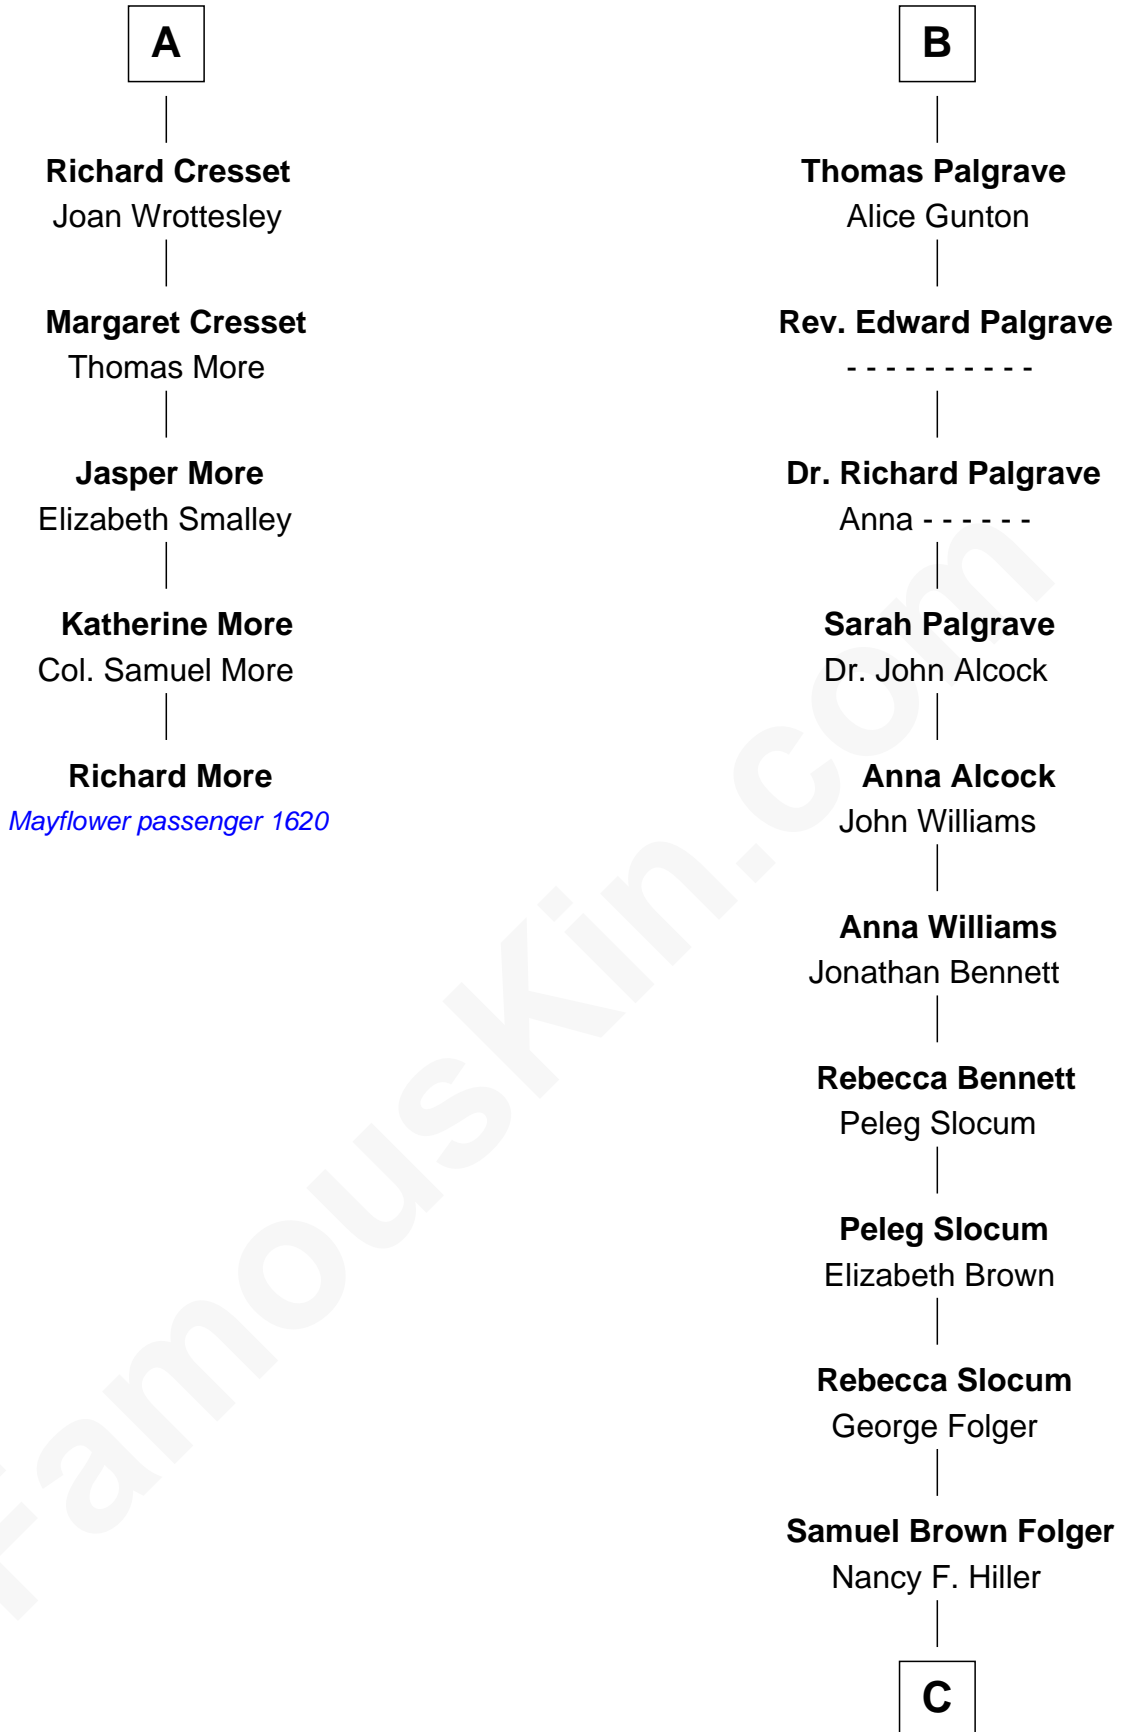 A
Richard Cresset
Joan Wrottesley
Margaret Cresset
Thomas More
Jasper More
Elizabeth Smalley
Katherine More
Col. Samuel More
Richard More
Mayflower passenger 1620
B
Thomas Palgrave
Alice Gunton
Rev. Edward Palgrave
- - - - - - - - - -
Dr. Richard Palgrave
Anna - - - - - -
Sarah Palgrave
Dr. John Alcock
Anna Alcock
John Williams
Anna Williams
Jonathan Bennett
Rebecca Bennett
Peleg Slocum
Peleg Slocum
Elizabeth Brown
Rebecca Slocum
George Folger
Samuel Brown Folger
Nancy F. Hiller
C
FamousKin.com